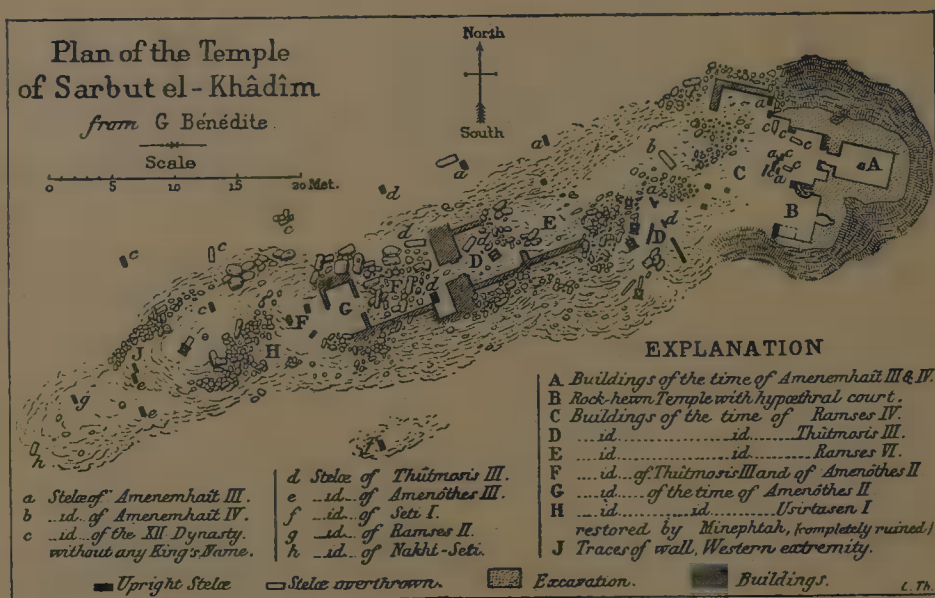 Plan of the Temple
of Sarbut el-Khâdîm
from G Bénédite
Scale
0 5 10 15 20 Met.
North
South
a
c
c
c
a
c
c
a
A
b
a
C
B
a
a
d
c
d
E
D
d
D
F
d
G
F
c
e
H
J
e
g
e
h
f
EXPLANATION
A Buildings of the time of Amenemhaît III & IV.
B Rock-hewn Temple with hypæthral court.
C Buildings of the time of Ramses IV.
D ... id ... id ... Thûtmosis III.
E ... id ... id ... Ramses VI.
F ... id ... of Thûtmosis III and of Amenôthes II
G ... id ... of the time of Amenôthes II
H ... id ... id ... Usirtasen I
restored by Minephtah, (completely ruined)
J Traces of wall, Western extremity.
a Stelæ of Amenemhaît III.
b ... id ... of Amenemhaît IV.
c ... id ... of the XII Dynasty.
without any King's Name.
d Stelæ of Thûtmosis III.
e ... id ... of Amenôthes III.
f ... id ... of Seti I.
g ... id ... of Ramses II.
h ... id ... of Nakht-Seti.
Upright Stelæ
Stelæ overthrown.
Excavation.
Buildings.
L. Th.